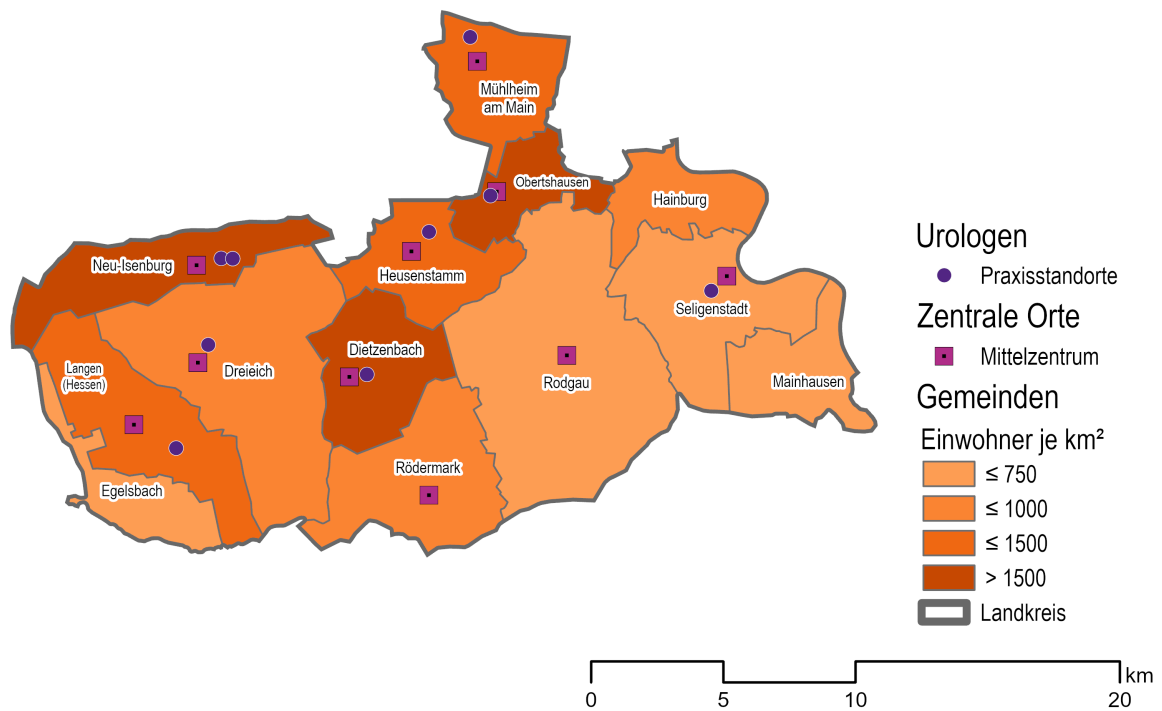 Mühlheim
am Main
Obertshausen
Hainburg
Neu-Isenburg
Heusenstamm
Seligenstadt
Dietzenbach
Langen
(Hessen)
Dreieich
Rodgau
Mainhausen
Rödermark
Egelsbach
Urologen
Praxisstandorte
Zentrale Orte
Mittelzentrum
Gemeinden
Einwohner je km²
≤ 750
≤ 1000
≤ 1500
> 1500
Landkreis
km
0 5 10 20